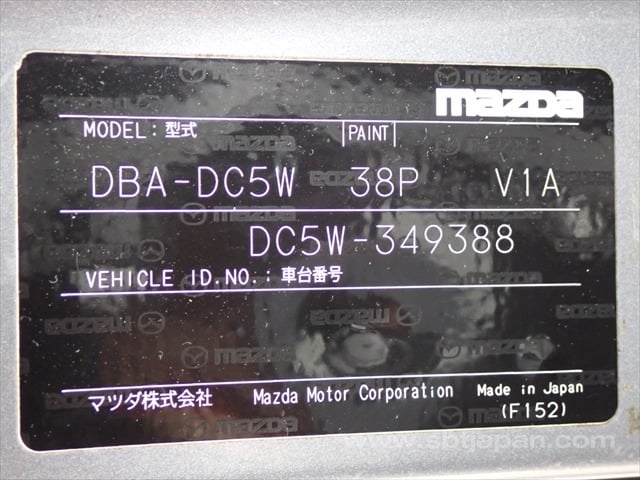 mazda
MODEL: 型式 PAINT
DBA-DC5W 38P V1A
DC5W-349388
VEHICLE ID.NO.: 車台番号
マツダ株式会社 Mazda Motor Corporation Made in Japan
(F152)
www.sbtjapan.com